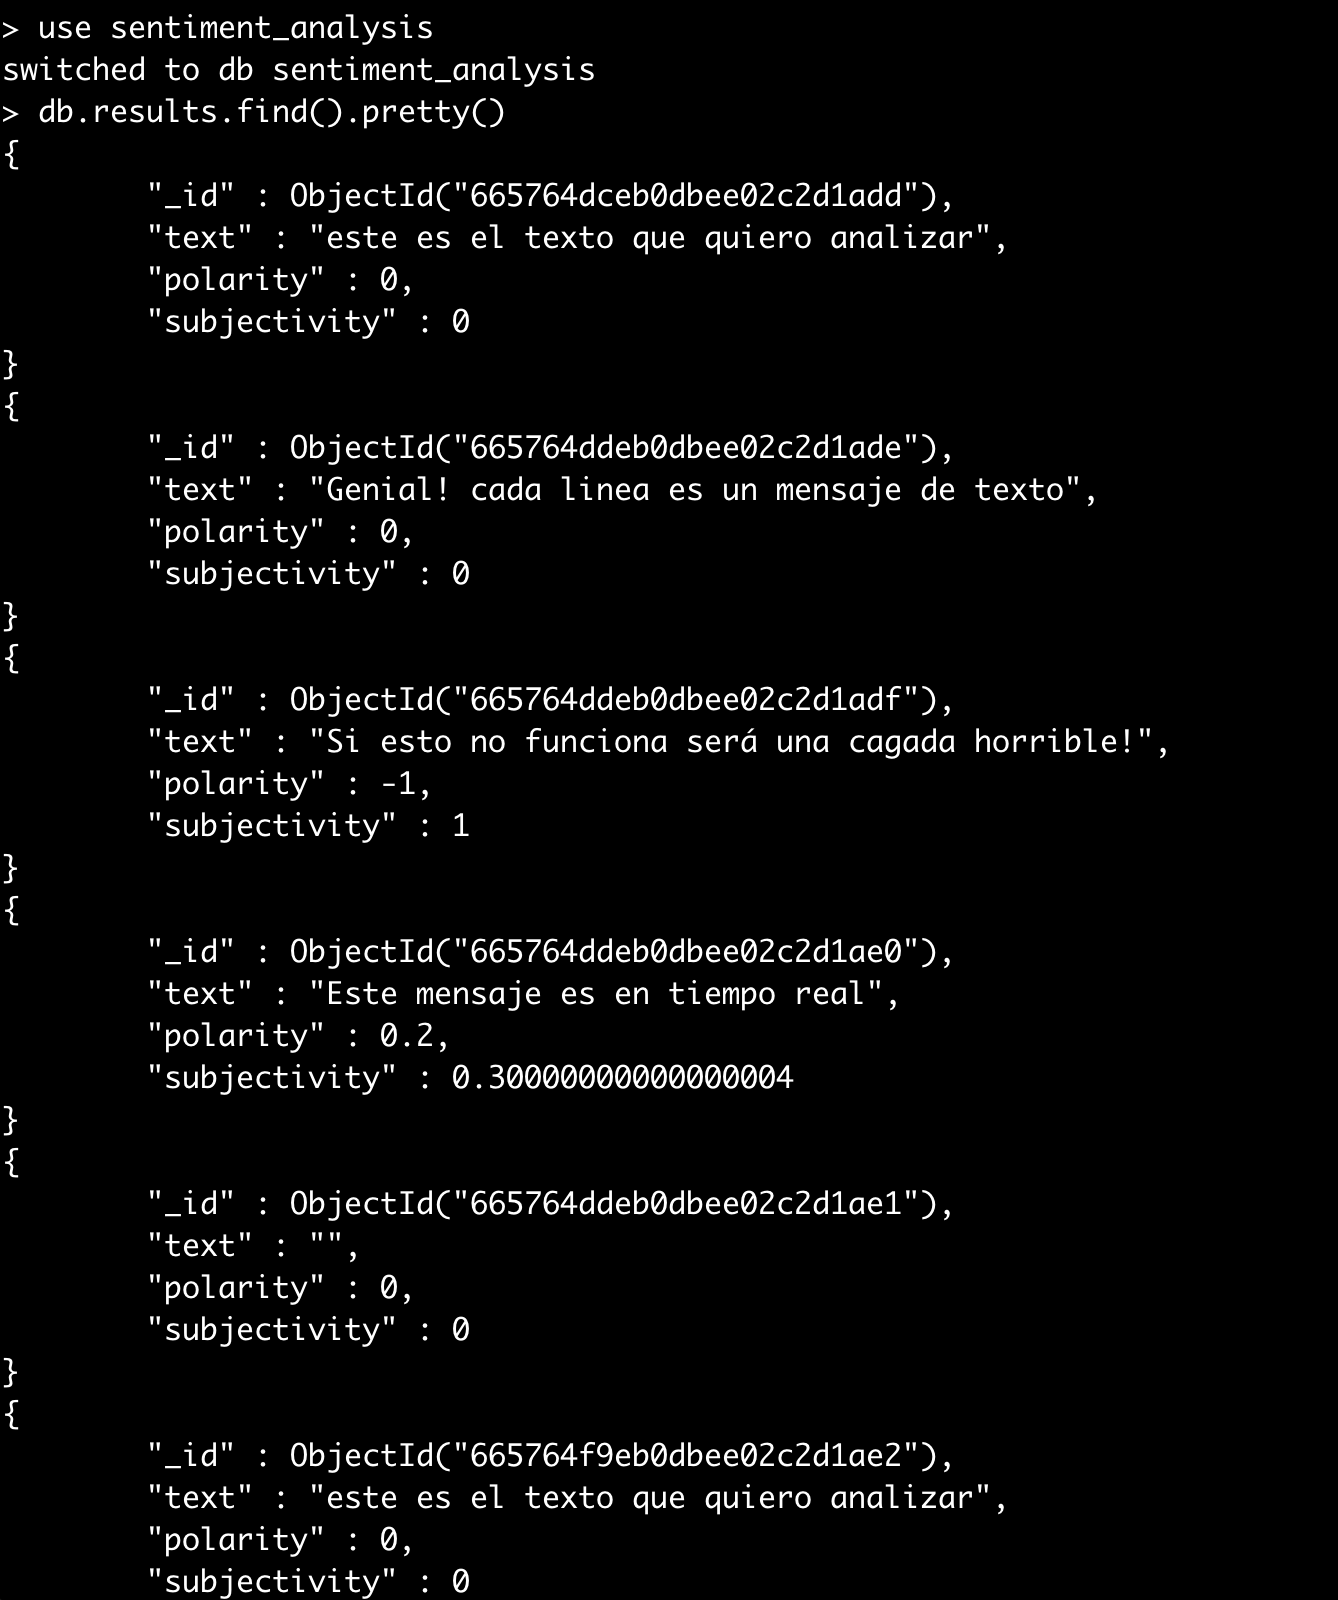 > use sentiment_analysis
switched to db sentiment_analysis
> db.results.find().pretty()
{
        "_id" : ObjectId("665764dceb0dbee02c2d1add"),
        "text" : "este es el texto que quiero analizar",
        "polarity" : 0,
        "subjectivity" : 0
}
{
        "_id" : ObjectId("665764ddeb0dbee02c2d1ade"),
        "text" : "Genial! cada linea es un mensaje de texto",
        "polarity" : 0,
        "subjectivity" : 0
}
{
        "_id" : ObjectId("665764ddeb0dbee02c2d1adf"),
        "text" : "Si esto no funciona será una cagada horrible!",
        "polarity" : -1,
        "subjectivity" : 1
}
{
        "_id" : ObjectId("665764ddeb0dbee02c2d1ae0"),
        "text" : "Este mensaje es en tiempo real",
        "polarity" : 0.2,
        "subjectivity" : 0.30000000000000004
}
{
        "_id" : ObjectId("665764ddeb0dbee02c2d1ae1"),
        "text" : "",
        "polarity" : 0,
        "subjectivity" : 0
}
{
        "_id" : ObjectId("665764f9eb0dbee02c2d1ae2"),
        "text" : "este es el texto que quiero analizar",
        "polarity" : 0,
        "subjectivity" : 0